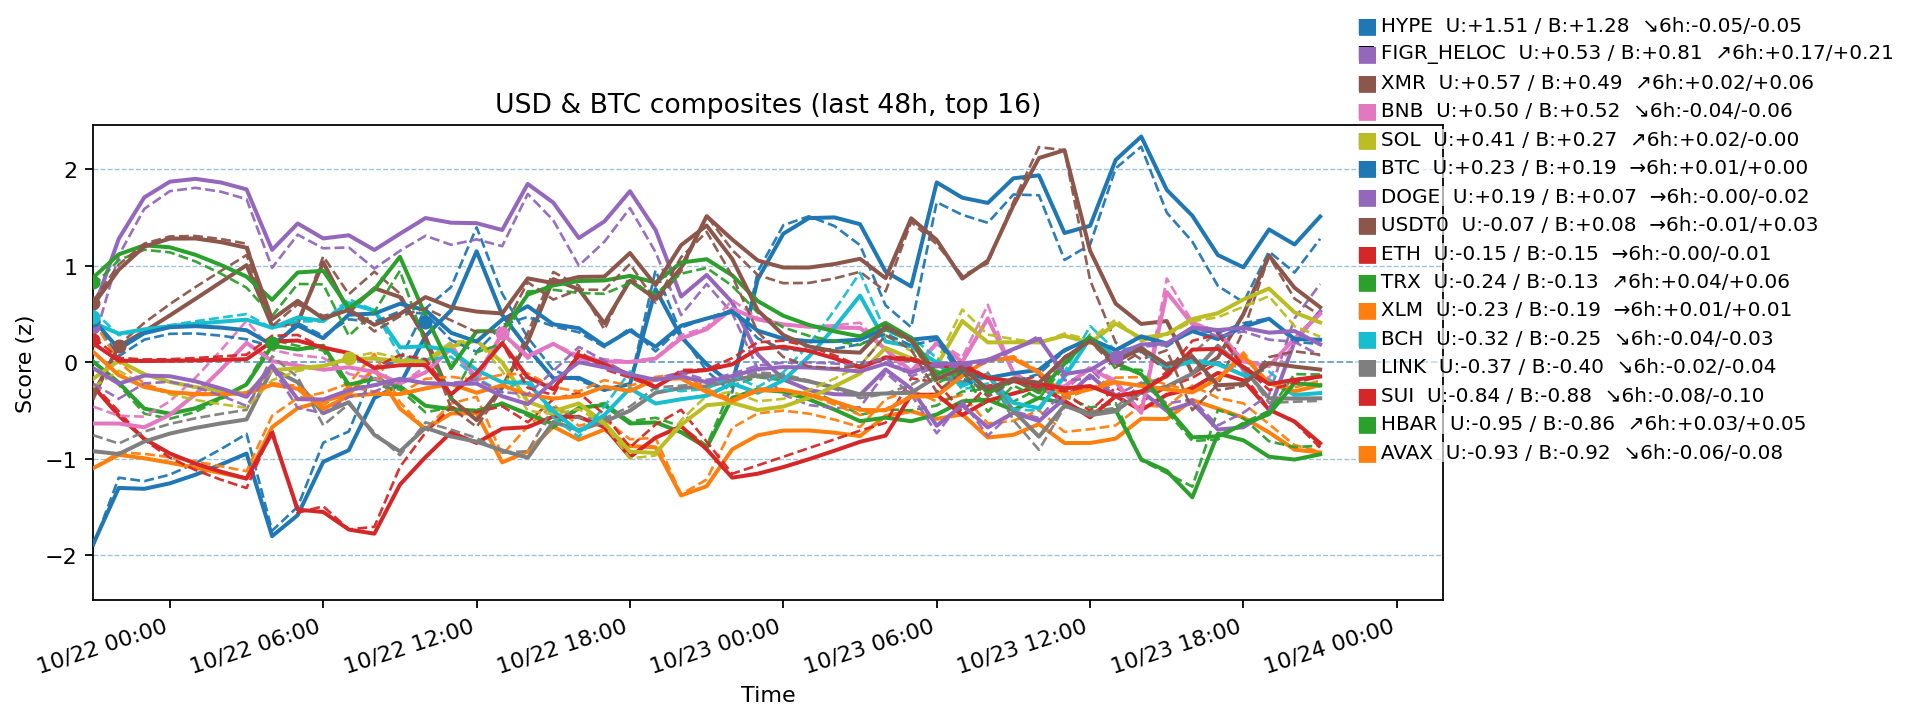 HYPE  U:+1.51 / B:+1.28  ↘6h:-0.05/-0.05
FIGR_HELOC  U:+0.53 / B:+0.81  ↗6h:+0.17/+0.21
XMR  U:+0.57 / B:+0.49  ↗6h:+0.02/+0.06
BNB  U:+0.50 / B:+0.52  ↘6h:-0.04/-0.06
SOL  U:+0.41 / B:+0.27  ↗6h:+0.02/-0.00
BTC  U:+0.23 / B:+0.19  →6h:+0.01/+0.00
DOGE  U:+0.19 / B:+0.07  →6h:-0.00/-0.02
USDT0  U:-0.07 / B:+0.08  →6h:-0.01/+0.03
ETH  U:-0.15 / B:-0.15  →6h:-0.00/-0.01
TRX  U:-0.24 / B:-0.13  ↗6h:+0.04/+0.06
XLM  U:-0.23 / B:-0.19  →6h:+0.01/+0.01
BCH  U:-0.32 / B:-0.25  ↘6h:-0.04/-0.03
LINK  U:-0.37 / B:-0.40  ↘6h:-0.02/-0.04
SUI  U:-0.84 / B:-0.88  ↘6h:-0.08/-0.10
HBAR  U:-0.95 / B:-0.86  ↗6h:+0.03/+0.05
AVAX  U:-0.93 / B:-0.92  ↘6h:-0.06/-0.08
USD & BTC composites (last 48h, top 16)
Score (z)
2
1
0
−1
−2
10/22 00:00
10/22 06:00
10/22 12:00
10/22 18:00
10/23 00:00
10/23 06:00
10/23 12:00
10/23 18:00
10/24 00:00
Time